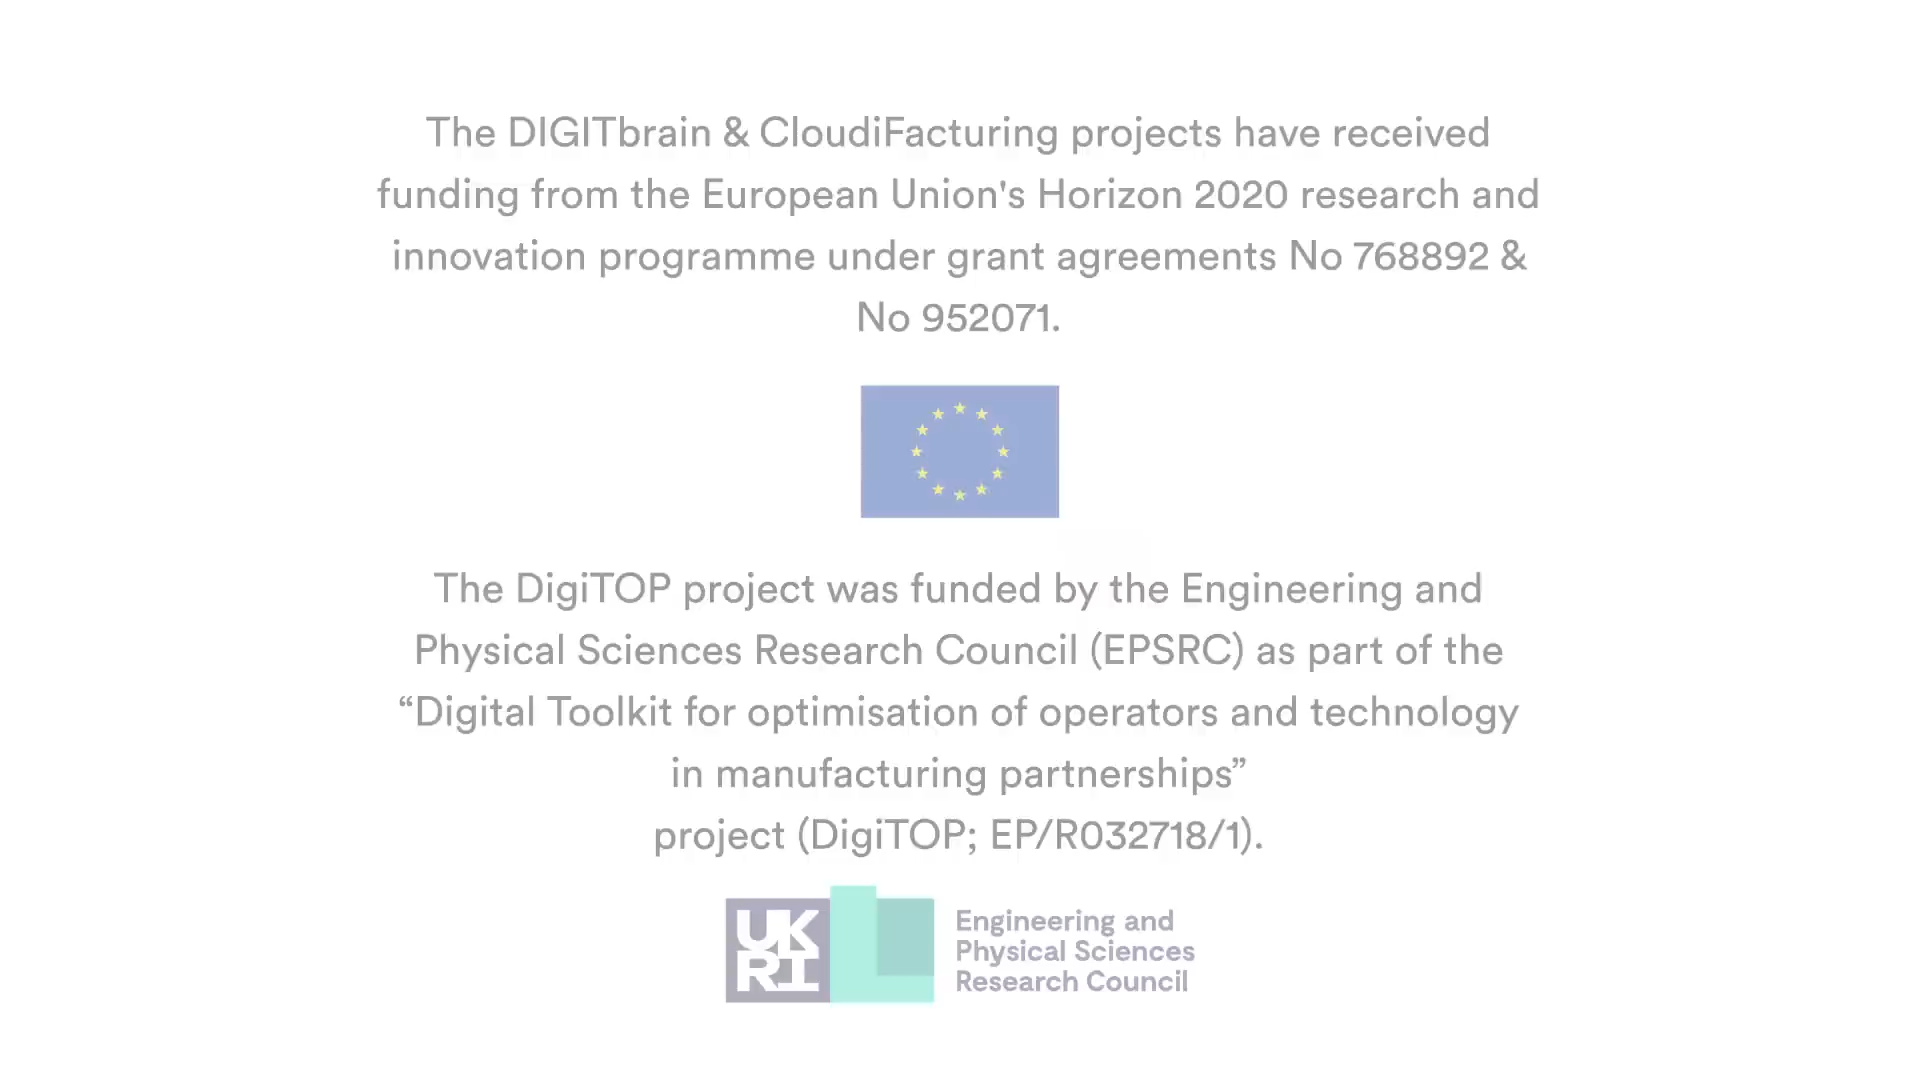 The DIGITbrain & CloudiFacturing projects have received
funding from the European Union's Horizon 2020 research and
innovation programme under grant agreements No 768892 &
No 952071.
The DigiTOP project was funded by the Engineering and
Physical Sciences Research Council (EPSRC) as part of the
“Digital Toolkit for optimisation of operators and technology
in manufacturing partnerships”
project (DigiTOP; EP/R032718/1).
UK
RI
Engineering and
Physical Sciences
Research Council